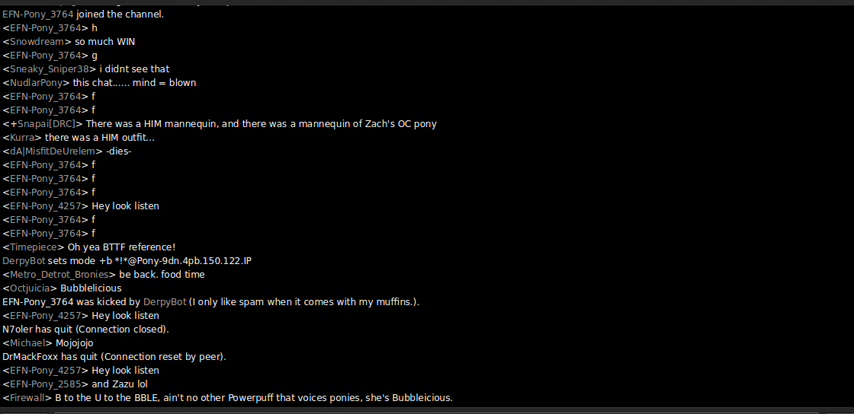 EFN-Pony_3764 joined the channel.
<EFN-Pony_3764> h
<Snowdream> so much WIN
<EFN-Pony_3764> g
<Sneaky_Sniper38> i didnt see that
<NudlarPony> this chat...... mind = blown
<EFN-Pony_3764> f
<EFN-Pony_3764> f
<+Snapai[DRC]> There was a HIM mannequin, and there was a mannequin of Zach's OC pony
<Kurra> there was a HIM outfit...
<dA|MisfitDeUrelem> -dies-
<EFN-Pony_3764> f
<EFN-Pony_3764> f
<EFN-Pony_3764> f
<EFN-Pony_4257> Hey look listen
<EFN-Pony_3764> f
<EFN-Pony_3764> f
<Timepiece> Oh yea BTTF reference!
DerpyBot sets mode +b *!*@Pony-9dn.4pb.150.122.IP
<Metro_Detrot_Bronies> be back. food time
<Octjuicia> Bubblelicious
EFN-Pony_3764 was kicked by DerpyBot (I only like spam when it comes with my muffins.).
<EFN-Pony_4257> Hey look listen
N7oler has quit (Connection closed).
<Michael> Mojojojo
DrMackFoxx has quit (Connection reset by peer).
<EFN-Pony_4257> Hey look listen
<EFN-Pony_2585> and Zazu lol
<Firewall> B to the U to the BBLE, ain't no other Powerpuff that voices ponies, she's Bubbleicious.